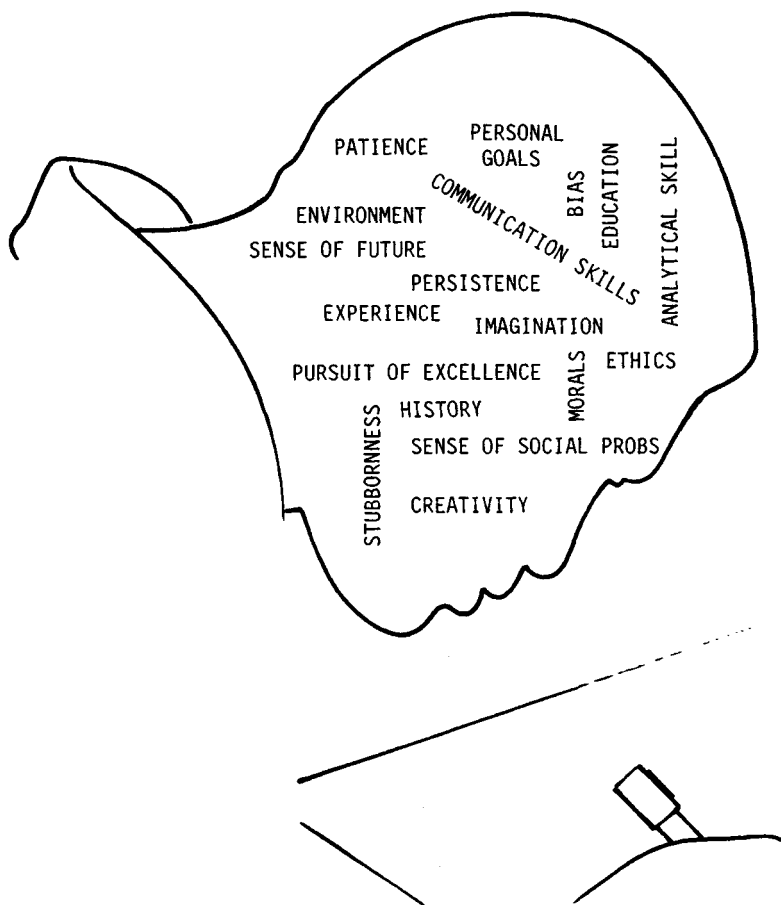 PATIENCE
PERSONAL
GOALS
BIAS
EDUCATION
ANALYTICAL SKILL
COMMUNICATION SKILLS
ENVIRONMENT
SENSE OF FUTURE
PERSISTENCE
EXPERIENCE
IMAGINATION
PURSUIT OF EXCELLENCE
MORALS
ETHICS
HISTORY
STUBBORNNESS
SENSE OF SOCIAL PROBS
CREATIVITY